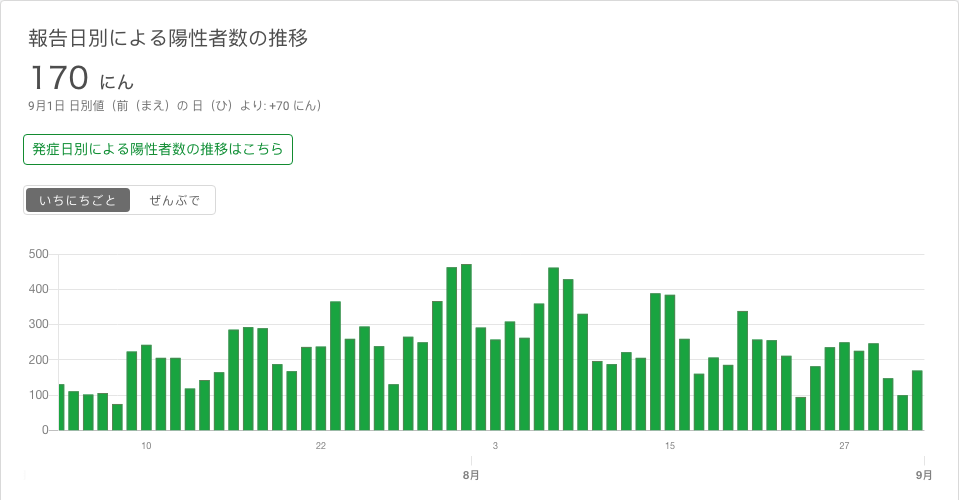 報告日別による陽性者数の推移
170 にん
9月1日 日別値（前（まえ）の 日（ひ）より: +70 にん）
発症日別による陽性者数の推移はこちら
いちにちごと ぜんぶで
500
400
300
200
100
0
10 22 3 15 27
8月 9月